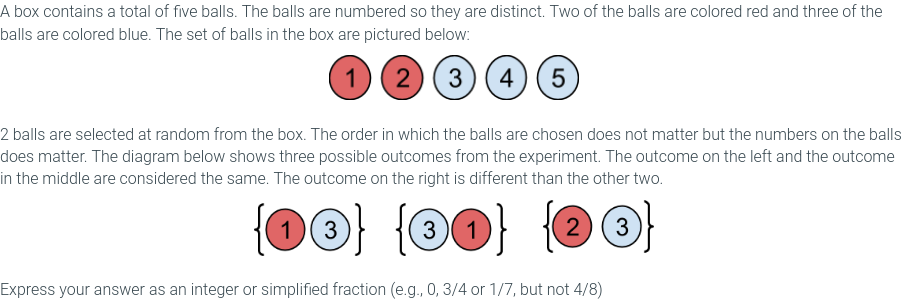 A box contains a total of five balls. The balls are numbered so they are distinct. Two of the balls are colored red and three of the
balls are colored blue. The set of balls in the box are pictured below:
1 2 3 4 5
2 balls are selected at random from the box. The order in which the balls are chosen does not matter but the numbers on the balls
does matter. The diagram below shows three possible outcomes from the experiment. The outcome on the left and the outcome
in the middle are considered the same. The outcome on the right is different than the other two.
{1 3} {3 1} {2 3}
Express your answer as an integer or simplified fraction (e.g., 0, 3/4 or 1/7, but not 4/8)